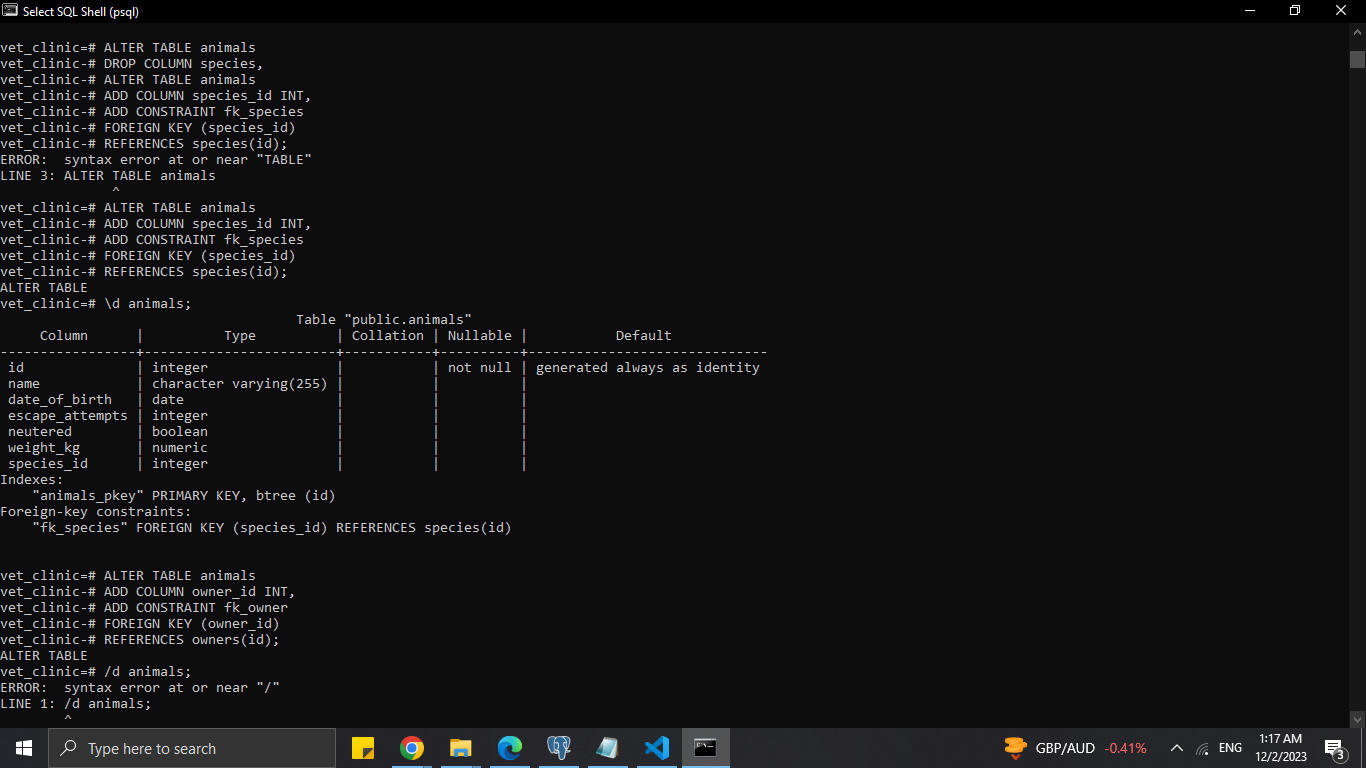 Select SQL Shell (psql)
vet_clinic=# ALTER TABLE animals
vet_clinic-# DROP COLUMN species,
vet_clinic-# ALTER TABLE animals
vet_clinic-# ADD COLUMN species_id INT,
vet_clinic-# ADD CONSTRAINT fk_species
vet_clinic-# FOREIGN KEY (species_id)
vet_clinic-# REFERENCES species(id);
ERROR:  syntax error at or near "TABLE"
LINE 3: ALTER TABLE animals
              ^
vet_clinic=# ALTER TABLE animals
vet_clinic-# ADD COLUMN species_id INT,
vet_clinic-# ADD CONSTRAINT fk_species
vet_clinic-# FOREIGN KEY (species_id)
vet_clinic-# REFERENCES species(id);
ALTER TABLE
vet_clinic=# \d animals;
                                     Table "public.animals"
     Column      |          Type          | Collation | Nullable |           Default
-----------------+------------------------+-----------+----------+------------------------------
 id              | integer                |           | not null | generated always as identity
 name            | character varying(255) |           |          |
 date_of_birth   | date                   |           |          |
 escape_attempts | integer                |           |          |
 neutered        | boolean                |           |          |
 weight_kg       | numeric                |           |          |
 species_id      | integer                |           |          |
Indexes:
    "animals_pkey" PRIMARY KEY, btree (id)
Foreign-key constraints:
    "fk_species" FOREIGN KEY (species_id) REFERENCES species(id)
vet_clinic=# ALTER TABLE animals
vet_clinic-# ADD COLUMN owner_id INT,
vet_clinic-# ADD CONSTRAINT fk_owner
vet_clinic-# FOREIGN KEY (owner_id)
vet_clinic-# REFERENCES owners(id);
ALTER TABLE
vet_clinic=# /d animals;
ERROR:  syntax error at or near "/"
LINE 1: /d animals;
        ^
Type here to search
GBP/AUD -0.41%
ENG
1:17 AM
12/2/2023
3